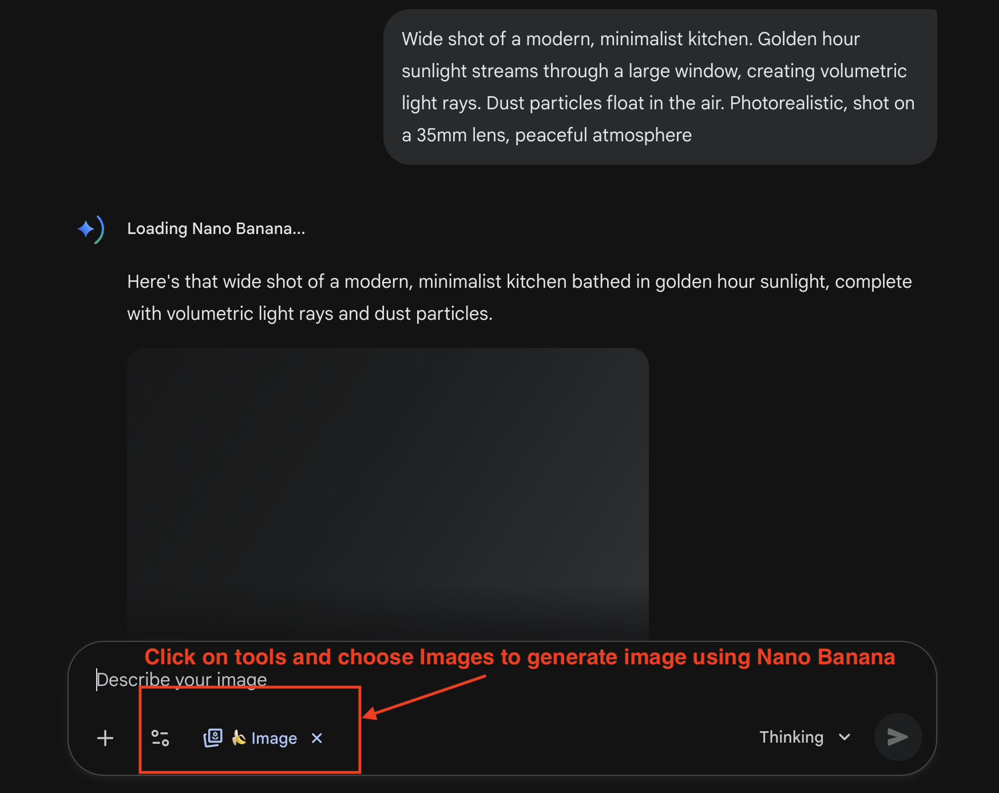 Wide shot of a modern, minimalist kitchen. Golden hour
sunlight streams through a large window, creating volumetric
light rays. Dust particles float in the air. Photorealistic, shot on
a 35mm lens, peaceful atmosphere
Loading Nano Banana...
Here's that wide shot of a modern, minimalist kitchen bathed in golden hour sunlight, complete
with volumetric light rays and dust particles.
Click on tools and choose Images to generate image using Nano Banana
Describe your image
🍌 Image
Thinking